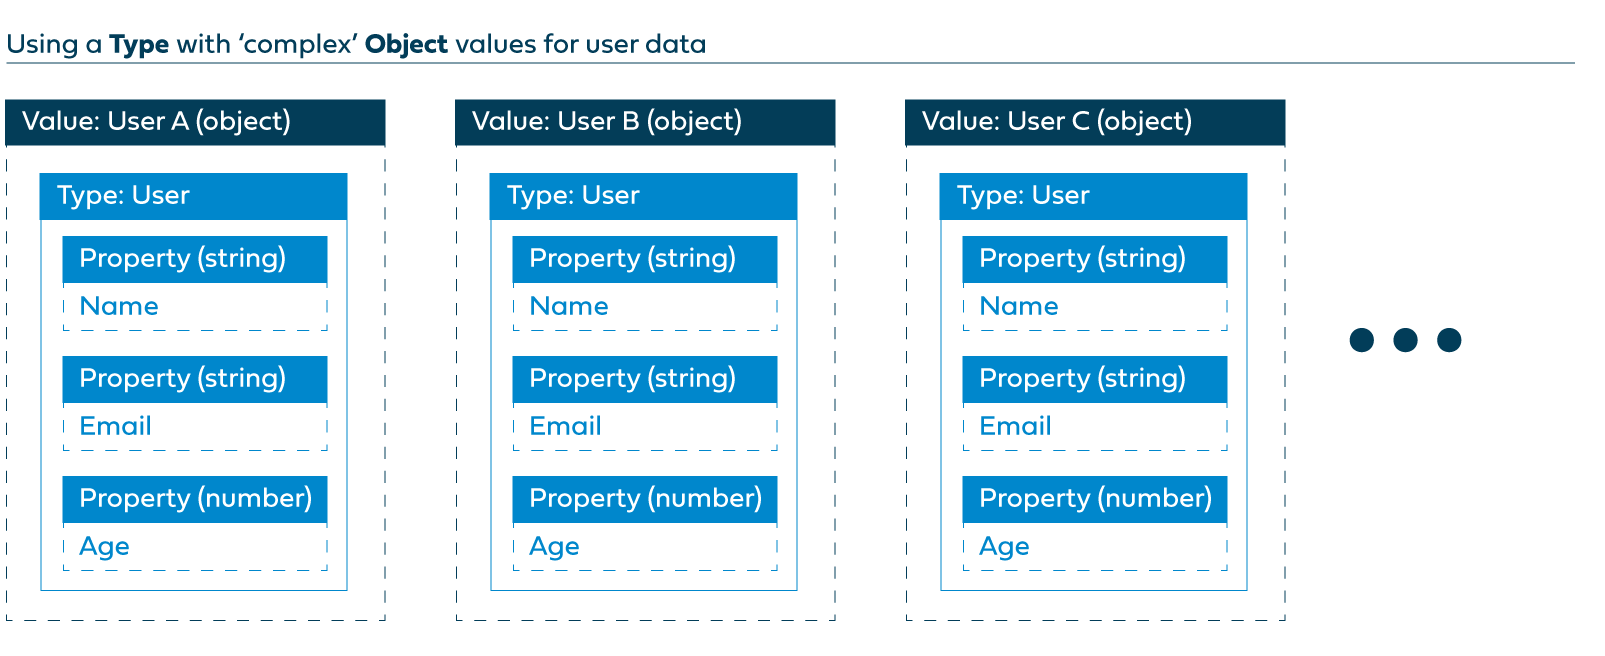 Using a Type with ‘complex’ Object values for user data
Value: User A (object)
Type: User
Property (string)
Name
Property (string)
Email
Property (number)
Age
Value: User B (object)
Type: User
Property (string)
Name
Property (string)
Email
Property (number)
Age
Value: User C (object)
Type: User
Property (string)
Name
Property (string)
Email
Property (number)
Age